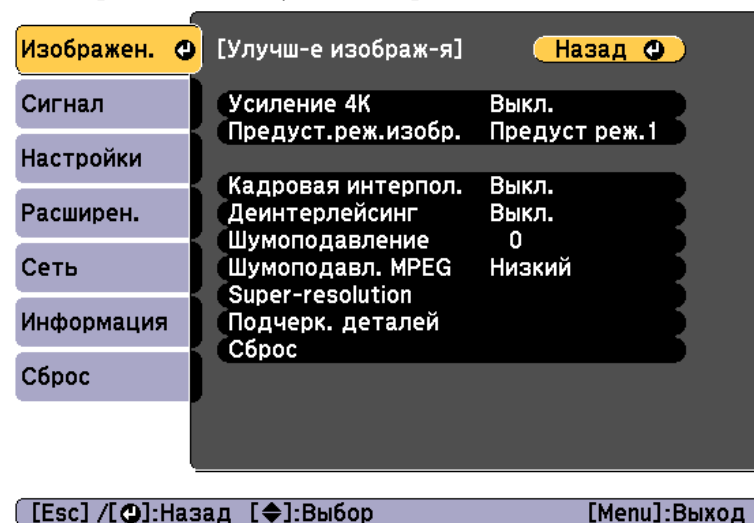 Изображен.
[Улучш-е изображ-я] Назад
Сигнал
Усиление 4K Выкл.
Предуст.реж.изобр. Предуст реж.1
Настройки
Кадровая интерпол. Выкл.
Расширен.
Деинтерлейсинг Выкл.
Шумоподавление 0
Сеть
Шумоподавл. MPEG Низкий
Super-resolution
Информация
Подчерк. деталей
Сброс
Сброс
[Esc] /[ ]:Назад [ ]:Выбор [Menu]:Выход